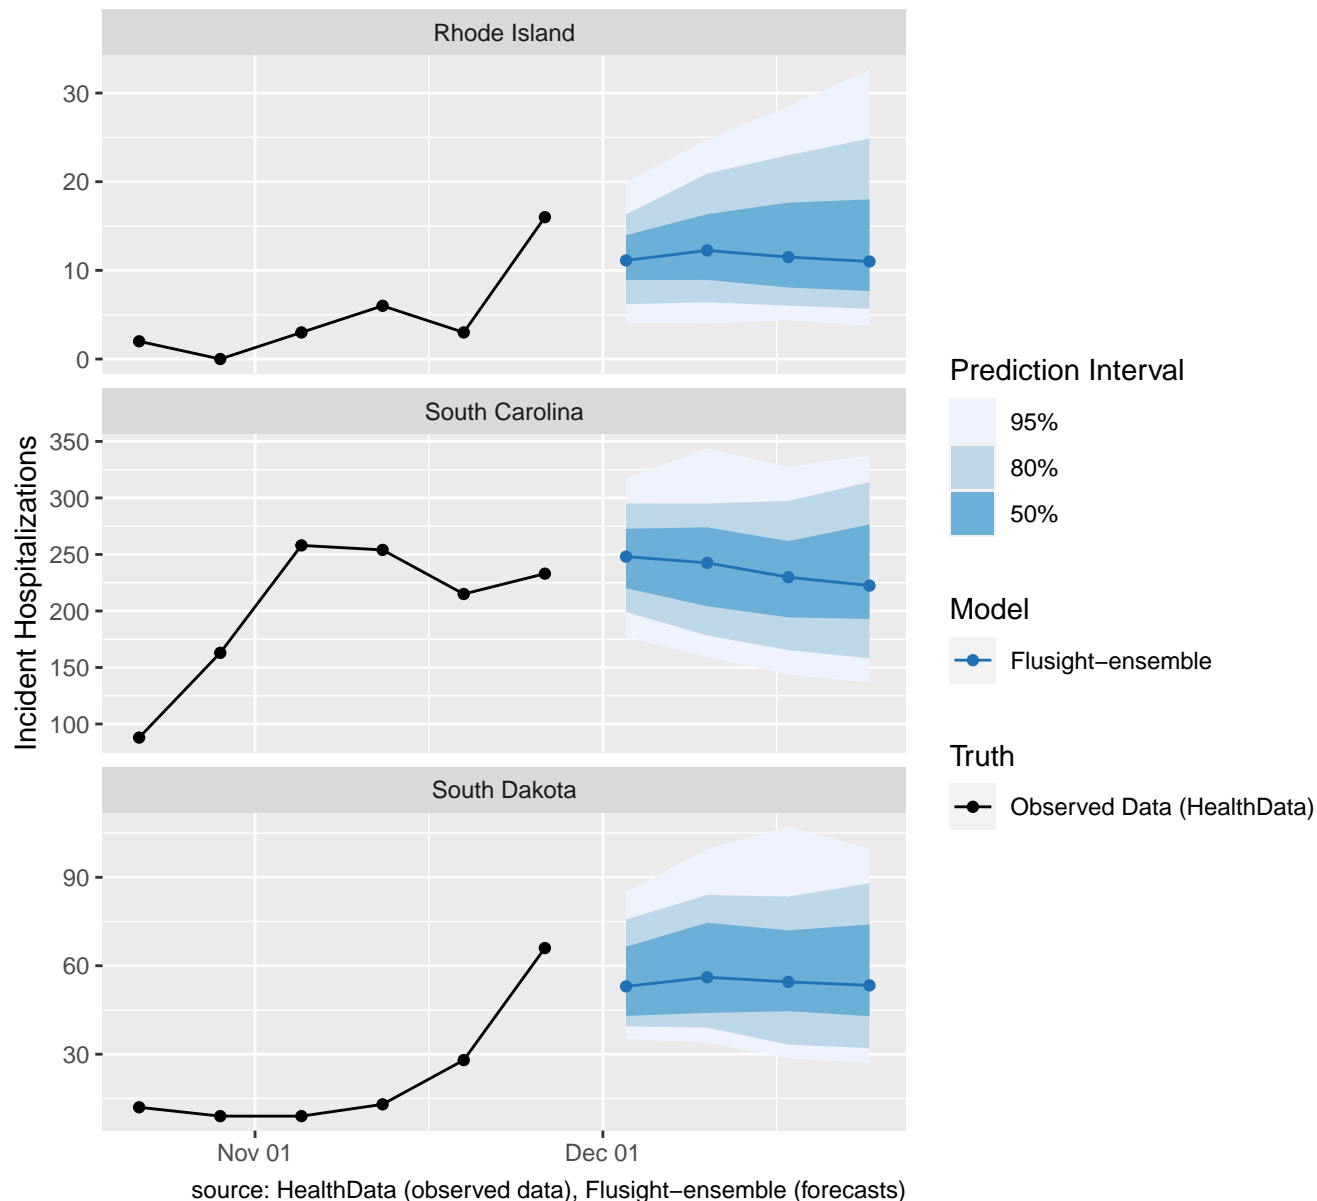 Rhode Island
30
20
10
0
South Carolina
350
300
250
200
150
100
South Dakota
90
60
30
Incident Hospitalizations
Nov 01
Dec 01
source: HealthData (observed data), Flusight−ensemble (forecasts)
Prediction Interval
95%
80%
50%
Model
Flusight−ensemble
Truth
Observed Data (HealthData)